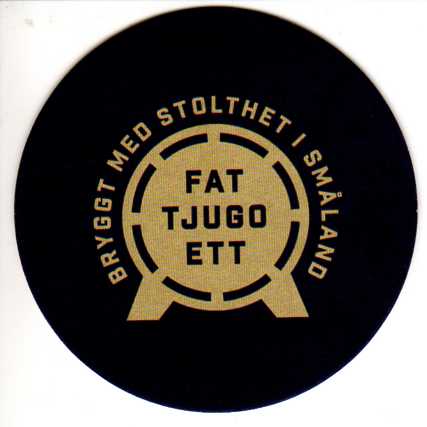 BRYGGT MED STOLTHET I SMÅLAND
FAT
TJUGO
ETT